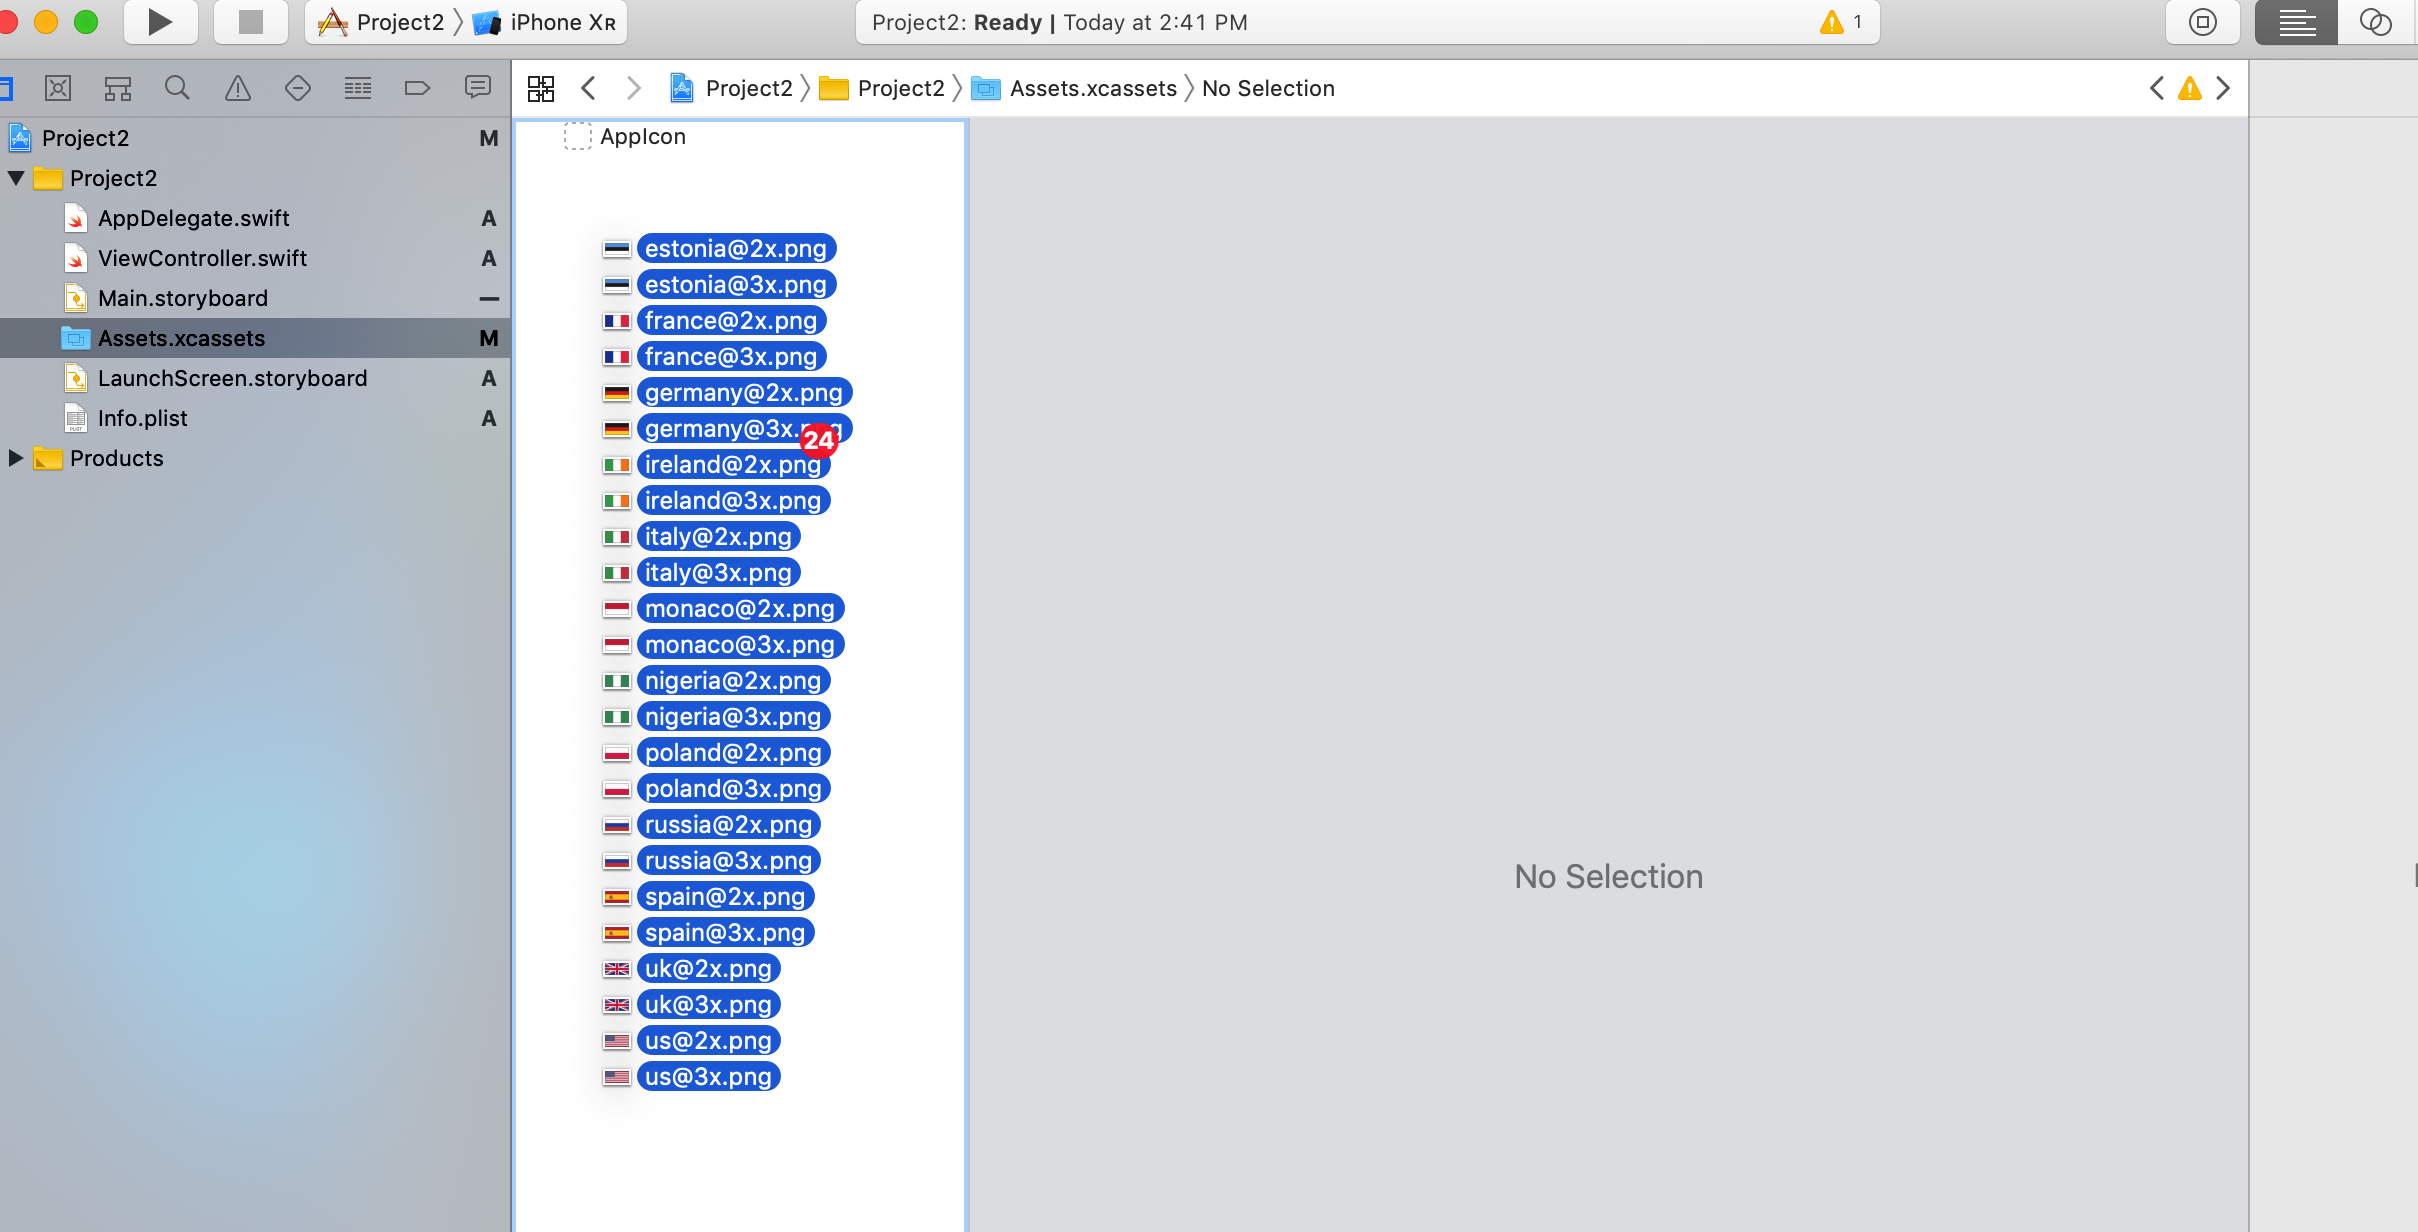 Project2 〉 iPhone XR
Project2: Ready | Today at 2:41 PM
1
Project2 〉 Project2 〉 Assets.xcassets 〉 No Selection
Project2 M
Project2
AppDelegate.swift A
ViewController.swift A
Main.storyboard –
Assets.xcassets M
LaunchScreen.storyboard A
Info.plist A
Products
AppIcon
estonia@2x.png
estonia@3x.png
france@2x.png
france@3x.png
germany@2x.png
germany@3x.png
24
ireland@2x.png
ireland@3x.png
italy@2x.png
italy@3x.png
monaco@2x.png
monaco@3x.png
nigeria@2x.png
nigeria@3x.png
poland@2x.png
poland@3x.png
russia@2x.png
russia@3x.png
spain@2x.png
spain@3x.png
uk@2x.png
uk@3x.png
us@2x.png
us@3x.png
No Selection